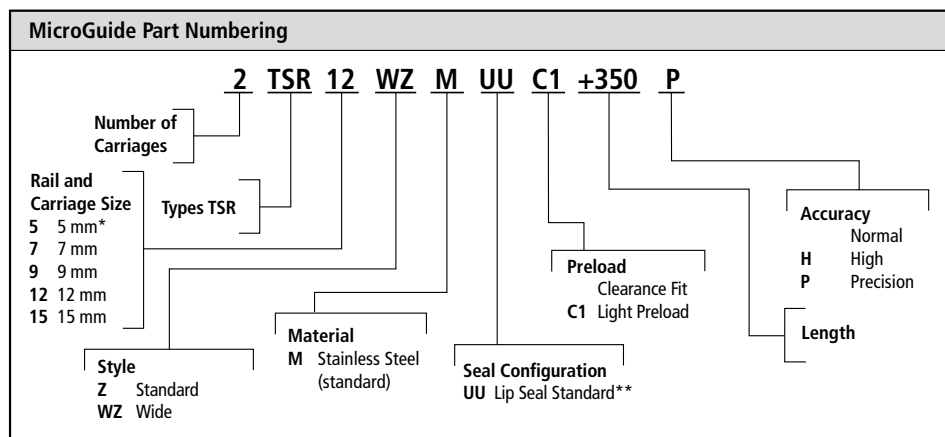 MicroGuide Part Numbering
2 TSR 12 WZ M UU C1 +350 P
Number of
Carriages
Rail and
Carriage Size
5 5 mm*
7 7 mm
9 9 mm
12 12 mm
15 15 mm
Types TSR
Style
Z Standard
WZ Wide
Material
M Stainless Steel
(standard)
Seal Configuration
UU Lip Seal Standard**
Preload
Clearance Fit
C1 Light Preload
Accuracy
Normal
H High
P Precision
Length